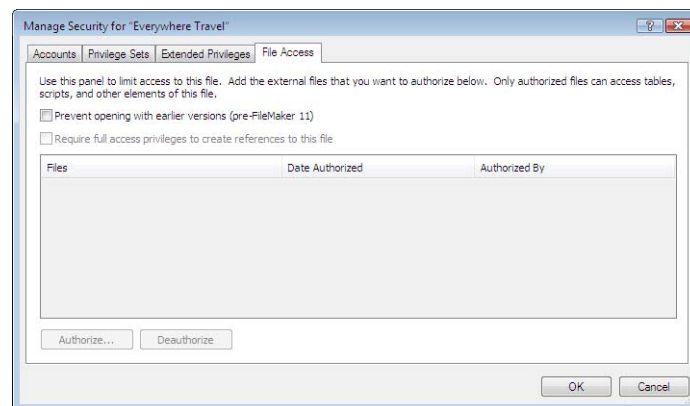 Manage Security for "Everywhere Travel"
Accounts Privilege Sets Extended Privileges File Access
Use this panel to limit access to this file. Add the external files that you want to authorize below. Only authorized files can access tables,
scripts, and other elements of this file.
Prevent opening with earlier versions (pre-FileMaker 11)
Require full access privileges to create references to this file
Files Date Authorized Authorized By
Authorize... Deauthorize
OK Cancel